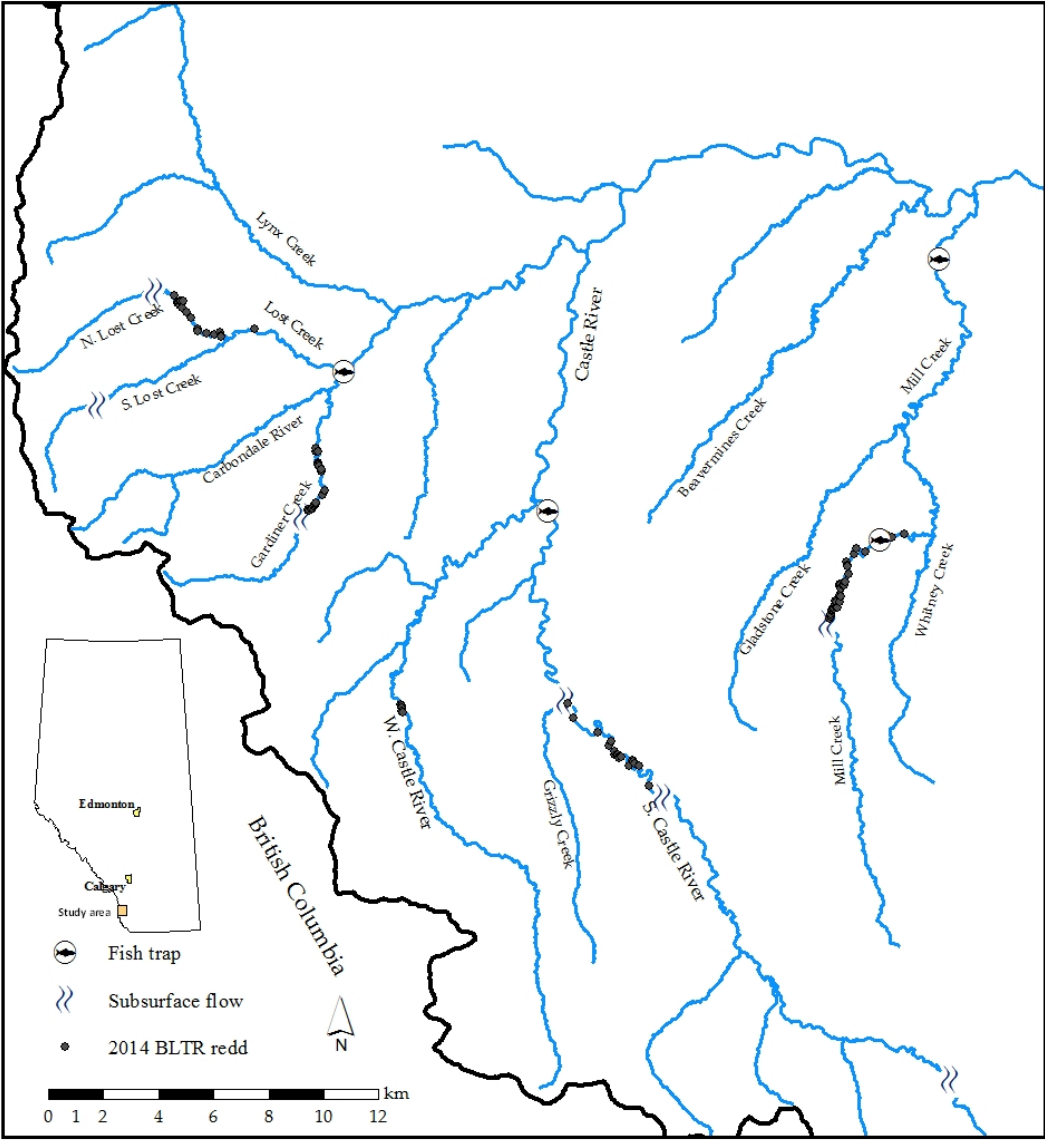 Lynx Creek
N. Lost Creek
Lost Creek
S. Lost Creek
Carbondale River
Gardiner Creek
Castle River
Mill Creek
Beavermines Creek
Gladstone Creek
Whitney Creek
W. Castle River
Mill Creek
Grizzly Creek
S. Castle River
British Columbia
Edmonton
Calgary
Study area
Fish trap
Subsurface flow
2014 BLTR redd
N
km
0 1 2 4 6 8 10 12